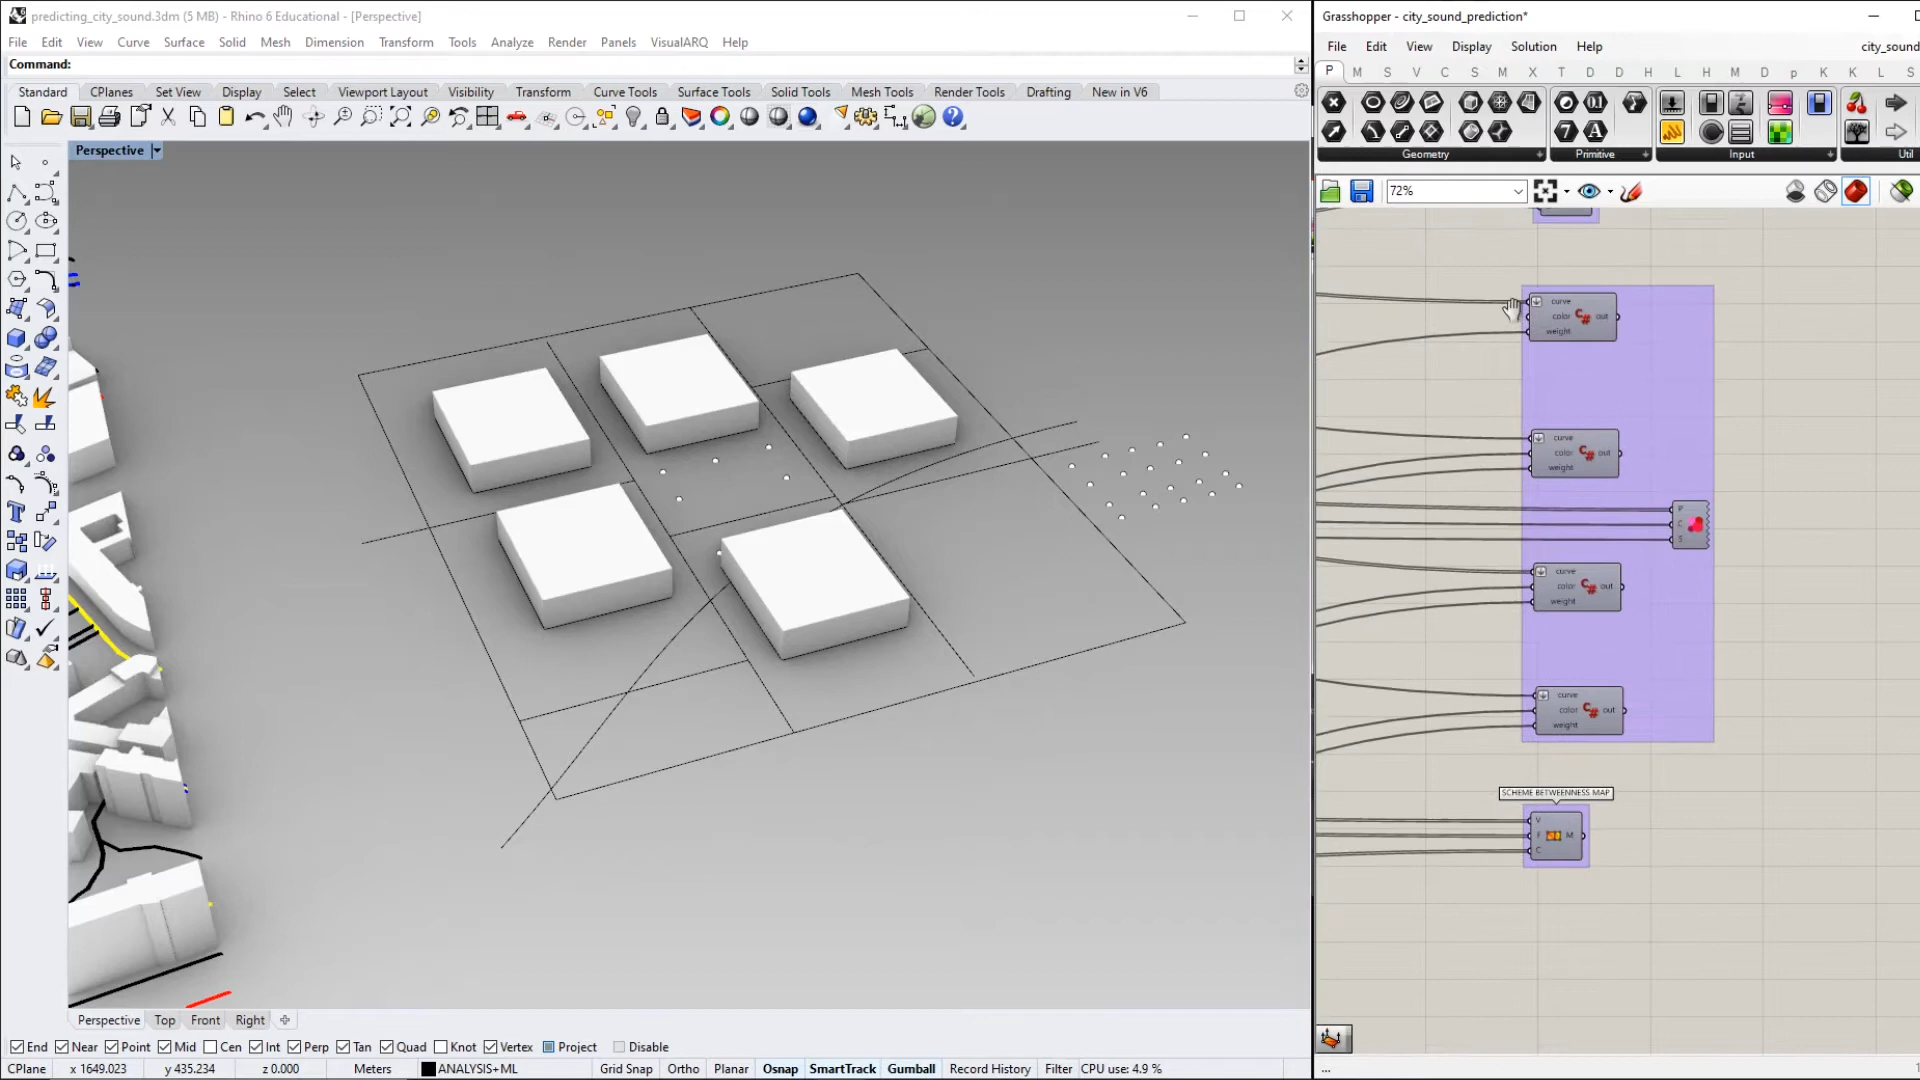 predicting_city_sound.3dm (5 MB) - Rhino 6 Educational - [Perspective]
File Edit View Curve Surface Solid Mesh Dimension Transform Tools Analyze Render Panels VisualARQ Help
Command:
Standard CPlanes Set View Display Select Viewport Layout Visibility Transform Curve Tools Surface Tools Solid Tools Mesh Tools Render Tools Drafting New in V6
Perspective
Perspective Top Front Right
End Near Point Mid Cen Int Perp Tan Quad Knot Vertex Project Disable
CPlane x 1649.023 y 435.234 z 0.000 Meters ANALYSIS+ML Grid Snap Ortho Planar Osnap SmartTrack Gumball Record History Filter CPU use: 4.9 %
Grasshopper - city_sound_prediction*
File Edit View Display Solution Help city_sound
P M S V C S M X T D D H L H M D p K K L S
Geometry Primitive Input Util
72%
curve
color out
weight
curve
color out
weight
P
C
S
curve
color out
weight
curve
color out
weight
SCHEME BETWEENNESS MAP
V
F M
C
...